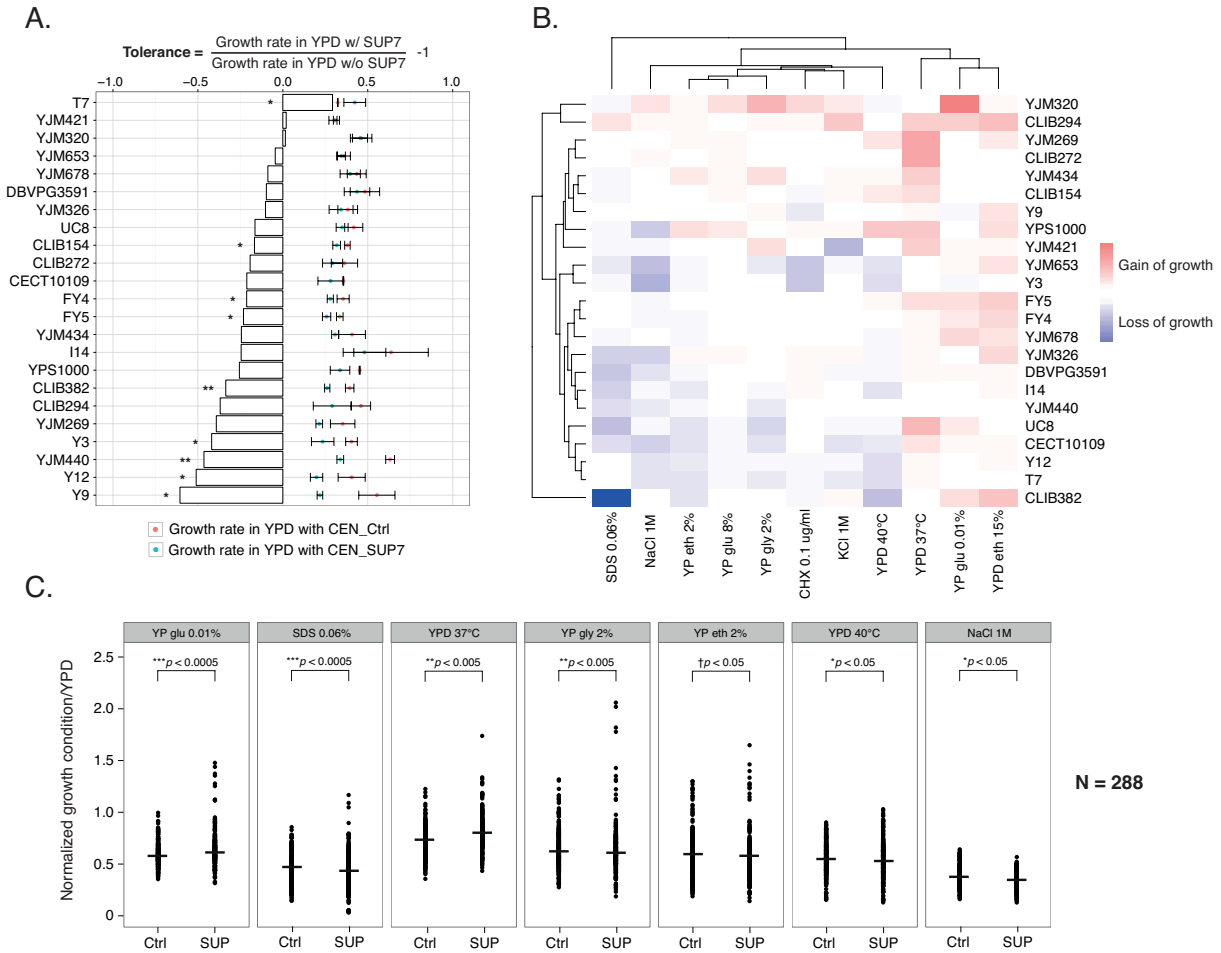 A.
Tolerance =
Growth rate in YPD w/ SUP7
Growth rate in YPD w/o SUP7
-1
−1.0
−0.5
0.0
0.5
1.0
T7
*
YJM421
YJM320
YJM653
YJM678
DBVPG3591
YJM326
UC8
CLIB154
*
CLIB272
CECT10109
FY4
*
FY5
*
YJM434
I14
YPS1000
CLIB382
**
CLIB294
YJM269
Y3
*
YJM440
**
Y12
*
Y9
*
Growth rate in YPD with CEN_Ctrl
Growth rate in YPD with CEN_SUP7
B.
YJM320
CLIB294
YJM269
CLIB272
YJM434
CLIB154
Y9
YPS1000
YJM421
YJM653
Y3
FY5
FY4
YJM678
YJM326
DBVPG3591
I14
YJM440
UC8
CECT10109
Y12
T7
CLIB382
Gain of growth
Loss of growth
SDS 0.06%
NaCl 1M
YP eth 2%
YP glu 8%
YP gly 2%
CHX 0.1 ug/ml
KCl 1M
YPD 40°C
YPD 37°C
YP glu 0.01%
YPD eth 15%
C.
Normalized growth condition/YPD
2.5
2.0
1.5
1.0
0.5
0
YP glu 0.01%
SDS 0.06%
YPD 37°C
YP gly 2%
YP eth 2%
YPD 40°C
NaCl 1M
***p < 0.0005
***p < 0.0005
**p < 0.005
**p < 0.005
†p < 0.05
*p < 0.05
*p < 0.05
Ctrl SUP
Ctrl SUP
Ctrl SUP
Ctrl SUP
Ctrl SUP
Ctrl SUP
Ctrl SUP
N = 288